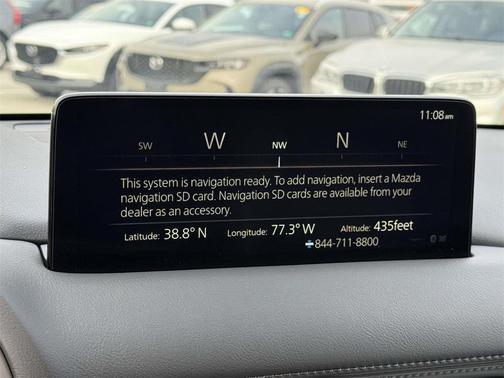 11:08am
SW W NW N NE
This system is navigation ready. To add navigation, insert a Mazda
navigation SD card. Navigation SD cards are available from your
dealer as an accessory.
Latitude: 38.8° N Longitude: 77.3° W Altitude: 435feet
844-711-8800